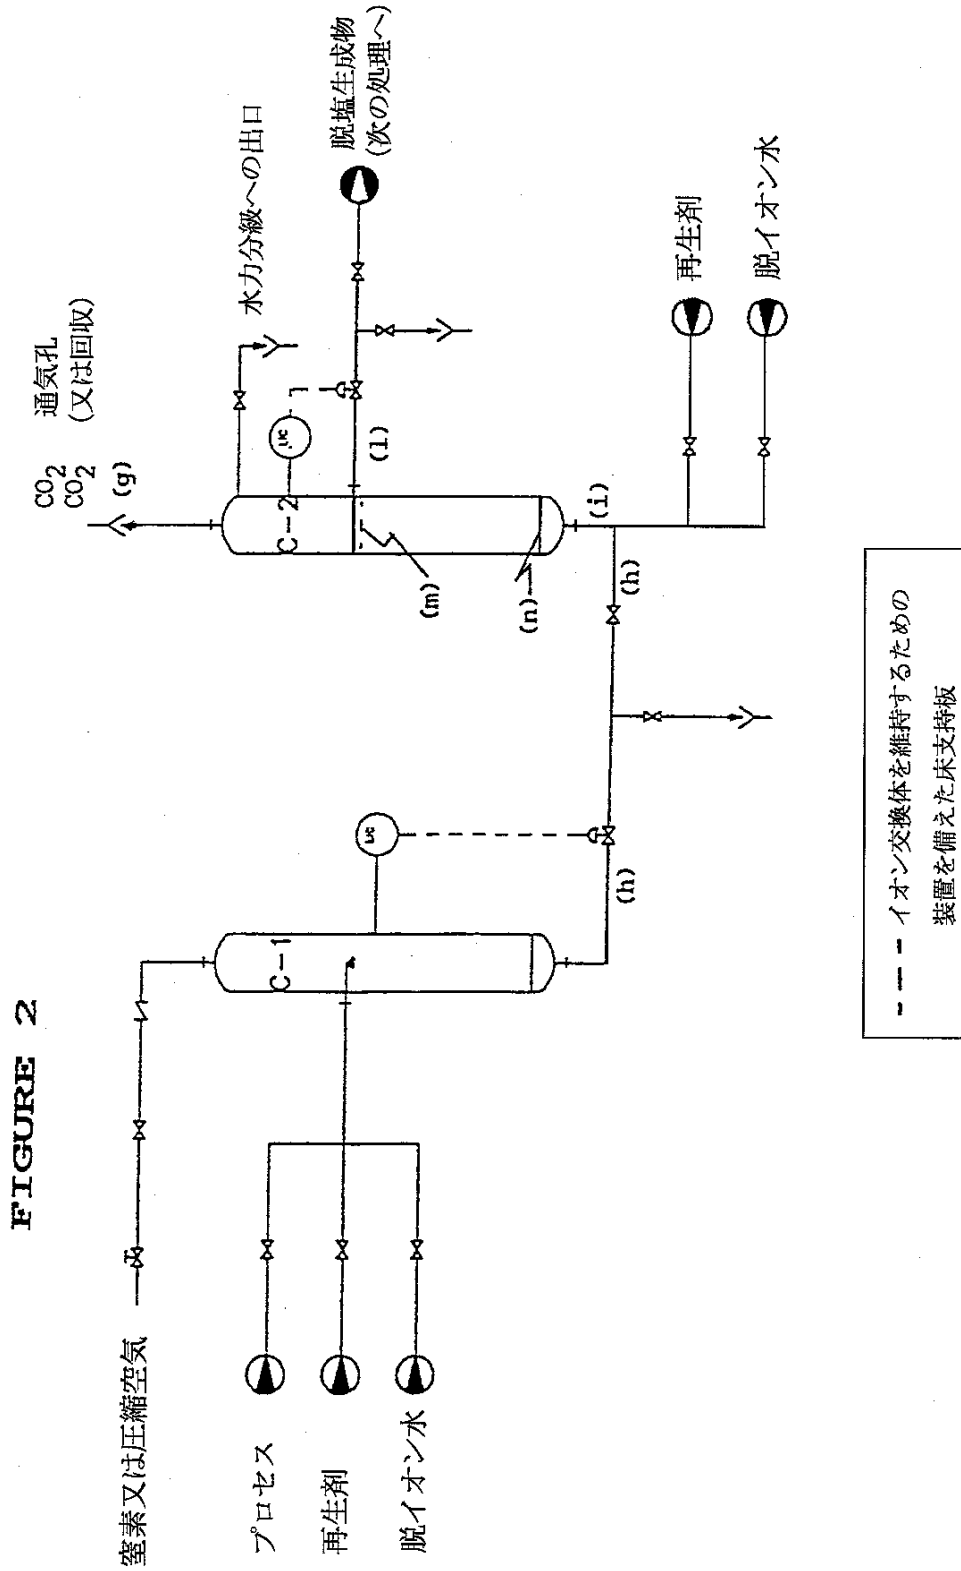 FIGURE 2
窒素又は圧縮空気
プロセス
再生剤
脱イオン水
C-1
LIC
(h)
(h)
CO2
CO2
(g)
通気孔
(又は回収)
水力分級への出口
C-2
LIC
(l)
脱塩生成物
(次の処理へ)
(m)
(n)
(i)
再生剤
脱イオン水
イオン交換体を維持するための
装置を備えた床支持板